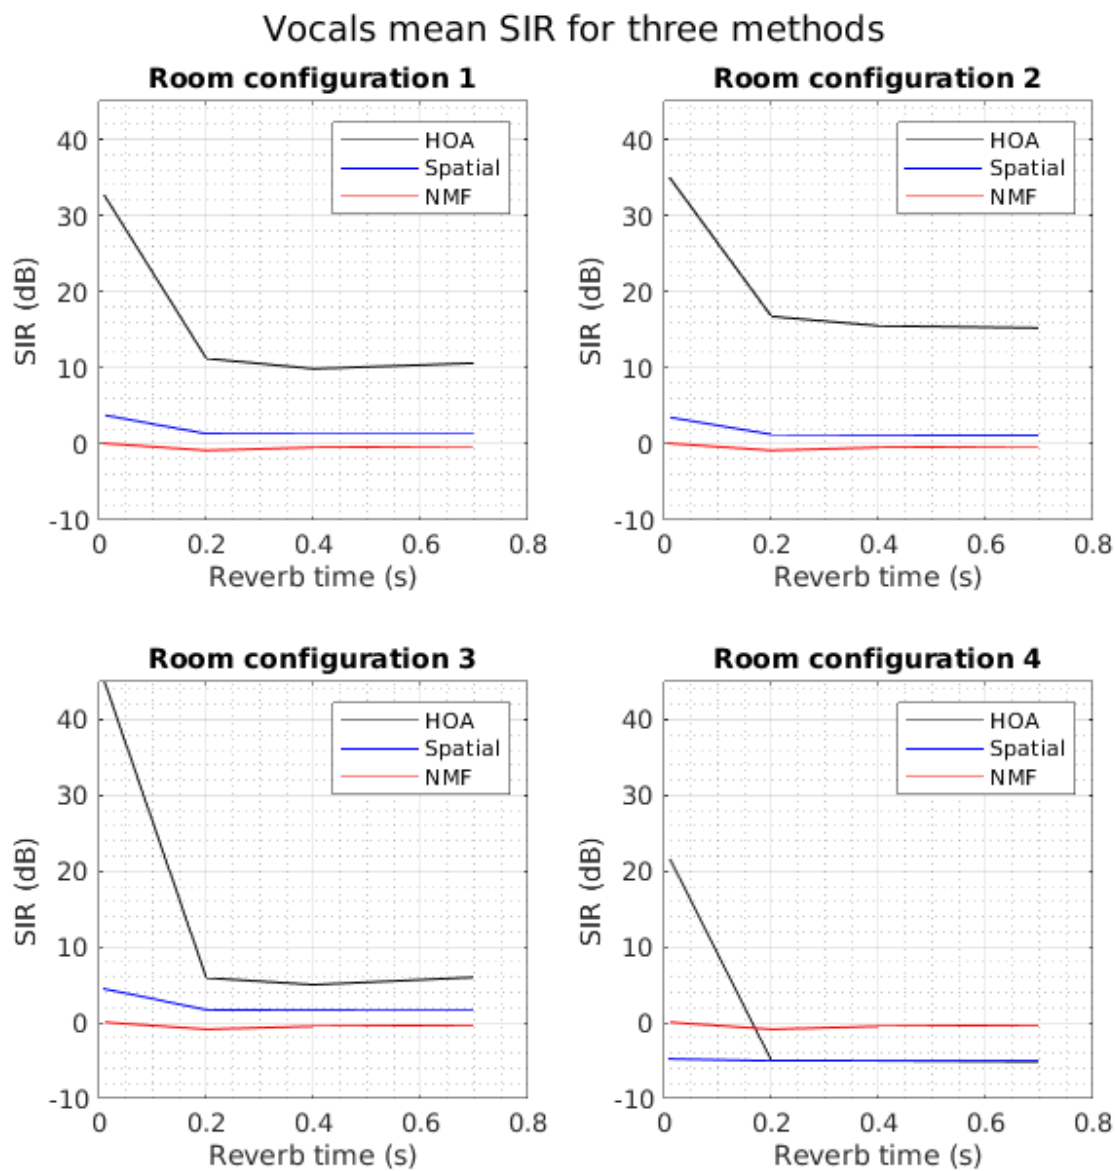 Vocals mean SIR for three methods
Room configuration 1
SIR (dB)
40
30
20
10
0
-10
HOA
Spatial
NMF
0 0.2 0.4 0.6 0.8
Reverb time (s)
Room configuration 2
SIR (dB)
40
30
20
10
0
-10
HOA
Spatial
NMF
0 0.2 0.4 0.6 0.8
Reverb time (s)
Room configuration 3
SIR (dB)
40
30
20
10
0
-10
HOA
Spatial
NMF
0 0.2 0.4 0.6 0.8
Reverb time (s)
Room configuration 4
SIR (dB)
40
30
20
10
0
-10
HOA
Spatial
NMF
0 0.2 0.4 0.6 0.8
Reverb time (s)